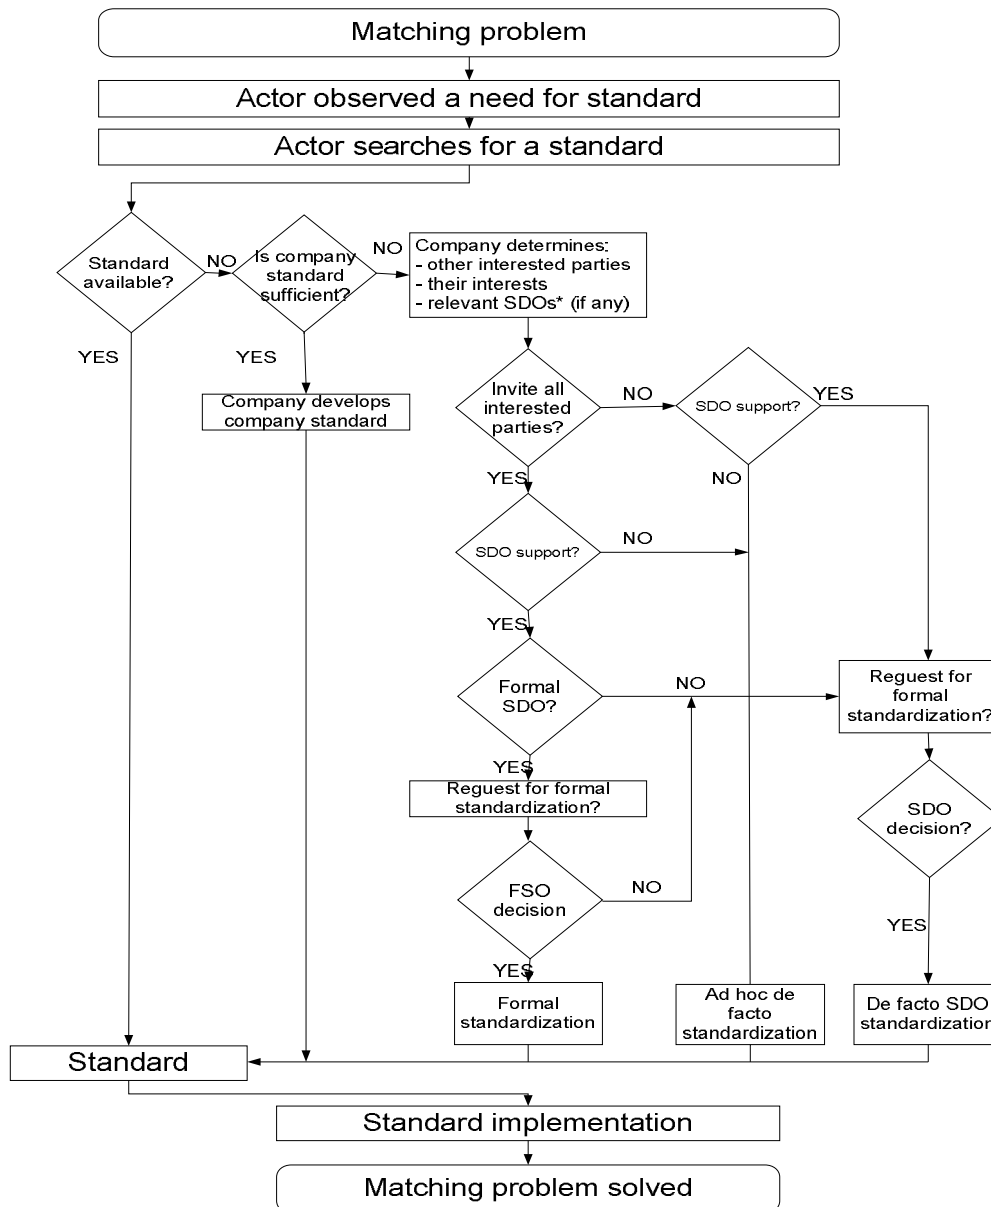 Matching problem
Actor observed a need for standard
Actor searches for a standard
Standard
available?
NO
Is company
standard
sufficient?
NO
Company determines:
- other interested parties
- their interests
- relevant SDOs* (if any)
YES
YES
Company develops
company standard
Invite all
interested
parties?
NO
SDO support?
YES
YES
NO
SDO support?
NO
YES
Formal
SDO?
NO
Reguest for
formal
standardization?
YES
Reguest for formal
standardization?
SDO
decision?
FSO
decision
NO
YES
YES
Formal
standardization
Ad hoc de
facto
standardization
De facto SDO
standardization
Standard
Standard implementation
Matching problem solved